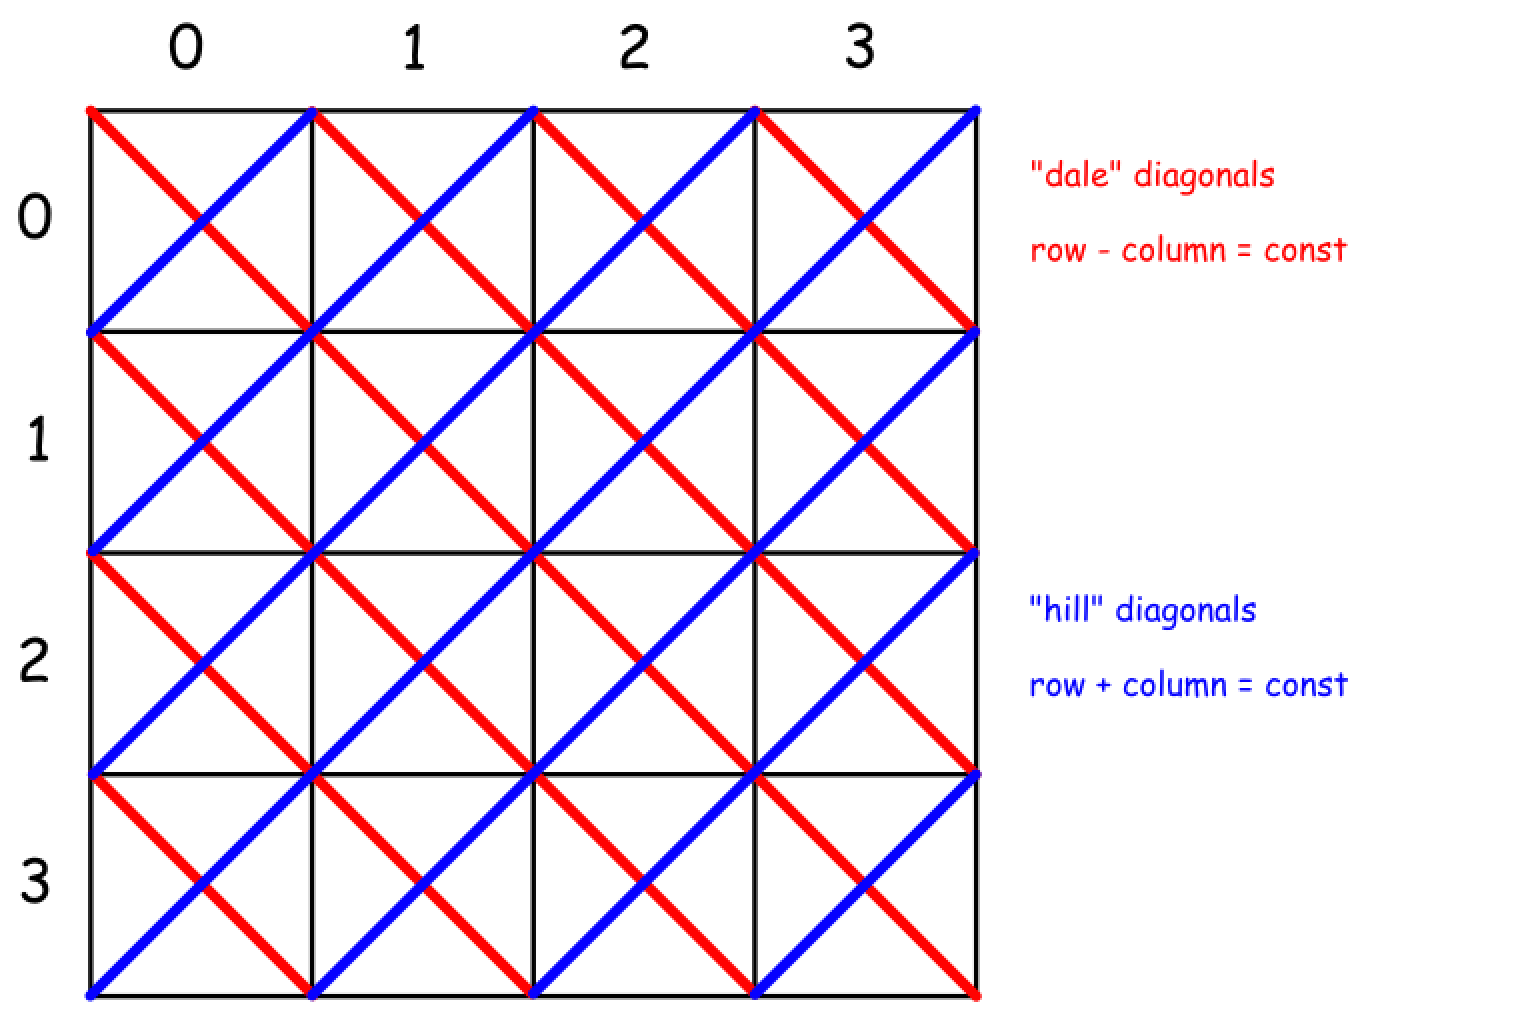 0 1 2 3
"dale" diagonals
0
row - column = const
1
"hill" diagonals
2
row + column = const
3